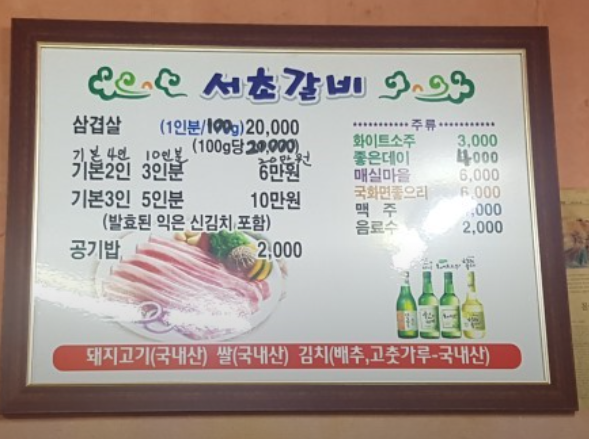 서초갈비
삼겹살 (1인분/100g) 20,000
(100g당 20,000)
기본4인 10인분 20만원
기본2인 3인분 6만원
기본3인 5인분 10만원
(발효된 익은 신김치 포함)
공기밥 2,000
*********** 주류 ***********
화이트소주 3,000
좋은데이 4,000
매실마을 6,000
국화면좋으리 6,000
맥 주 ,000
음료수 2,000
돼지고기(국내산) 쌀(국내산) 김치(배추,고춧가루-국내산)